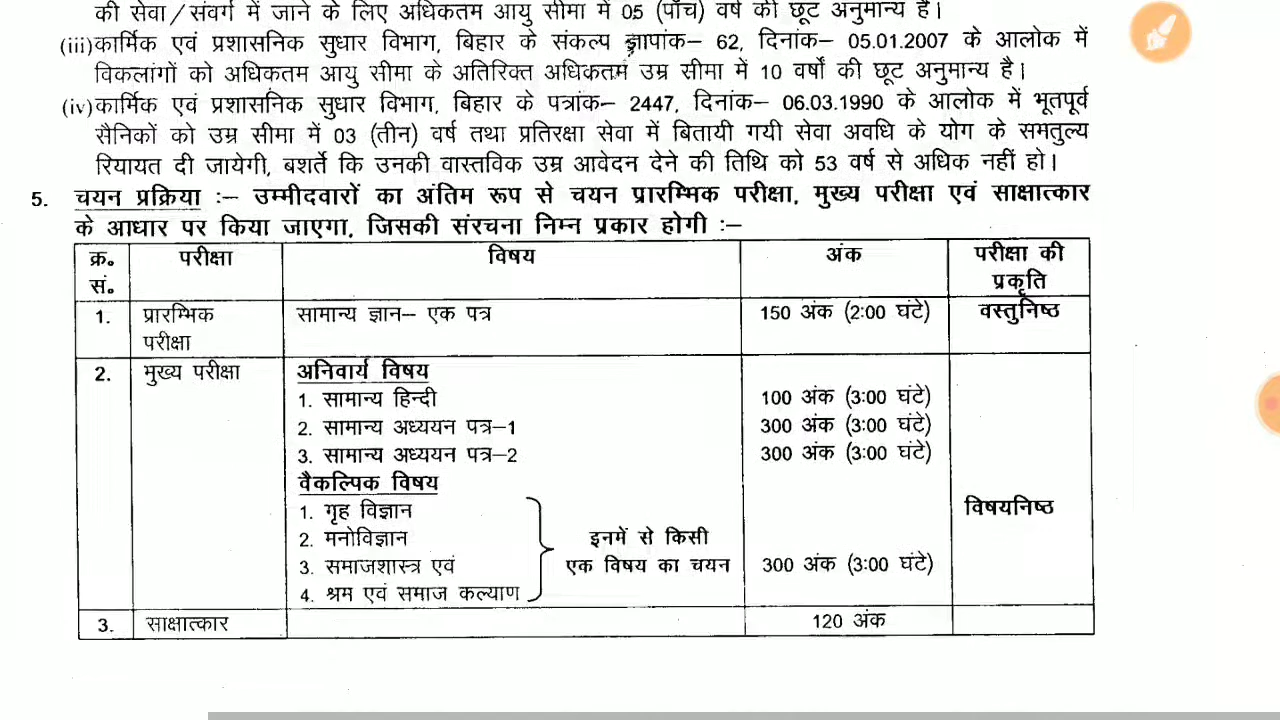 की सेवा/संवर्ग में जाने के लिए अधिकतम आयु सीमा में 05 (पाँच) वर्ष की छूट अनुमान्य है।
(iii)कार्मिक एवं प्रशासनिक सुधार विभाग, बिहार के संकल्प ज्ञापांक– 62, दिनांक– 05.01.2007 के आलोक में
विकलांगों को अधिकतम आयु सीमा के अतिरिक्त अधिकतम उम्र सीमा में 10 वर्षों की छूट अनुमान्य है।
(iv)कार्मिक एवं प्रशासनिक सुधार विभाग, बिहार के पत्रांक– 2447, दिनांक– 06.03.1990 के आलोक में भूतपूर्व
सैनिकों को उम्र सीमा में 03 (तीन) वर्ष तथा प्रतिरक्षा सेवा में बितायी गयी सेवा अवधि के योग के समतुल्य
रियायत दी जायेगी, बशर्ते कि उनकी वास्तविक उम्र आवेदन देने की तिथि को 53 वर्ष से अधिक नहीं हो।
5. चयन प्रक्रिया :– उम्मीदवारों का अंतिम रूप से चयन प्रारम्भिक परीक्षा, मुख्य परीक्षा एवं साक्षात्कार
के आधार पर किया जाएगा, जिसकी संरचना निम्न प्रकार होगी :–
क्र॰ परीक्षा विषय अंक परीक्षा की
सं॰ प्रकृति
1. प्रारम्भिक सामान्य ज्ञान– एक पत्र 150 अंक (2:00 घंटे) वस्तुनिष्ठ
परीक्षा
2. मुख्य परीक्षा अनिवार्य विषय
1. सामान्य हिन्दी 100 अंक (3:00 घंटे)
2. सामान्य अध्ययन पत्र–1 300 अंक (3:00 घंटे)
3. सामान्य अध्ययन पत्र–2 300 अंक (3:00 घंटे)
वैकल्पिक विषय
1. गृह विज्ञान विषयनिष्ठ
2. मनोविज्ञान इनमें से किसी
3. समाजशास्त्र एवं एक विषय का चयन 300 अंक (3:00 घंटे)
4. श्रम एवं समाज कल्याण
3. साक्षात्कार 120 अंक